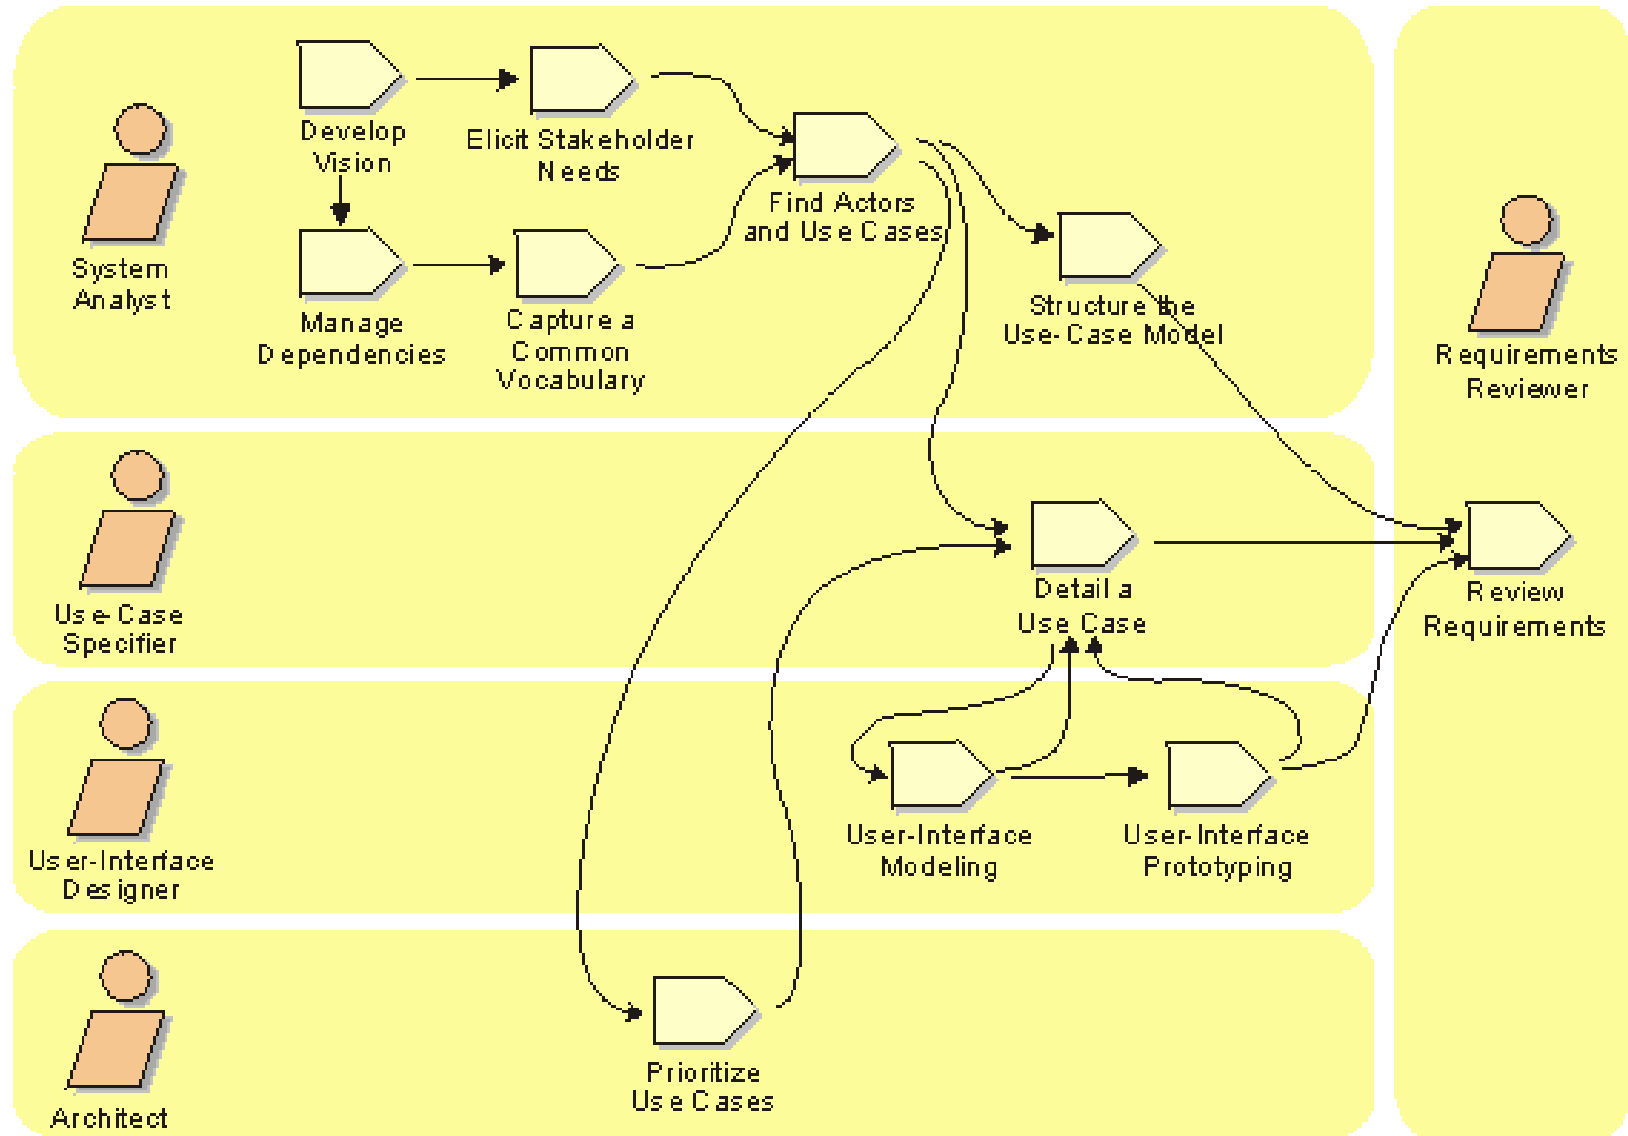 Develop
Vision
Elicit Stakeholder
Needs
Find Actors
and Use Cases
System
Analyst
Manage
Dependencies
Capture a
Common
Vocabulary
Structure the
Use-Case Model
Requirements
Reviewer
Use-Case
Specifier
Detail a
Use Case
Review
Requirements
User-Interface
Designer
User-Interface
Modeling
User-Interface
Prototyping
Architect
Prioritize
Use Cases